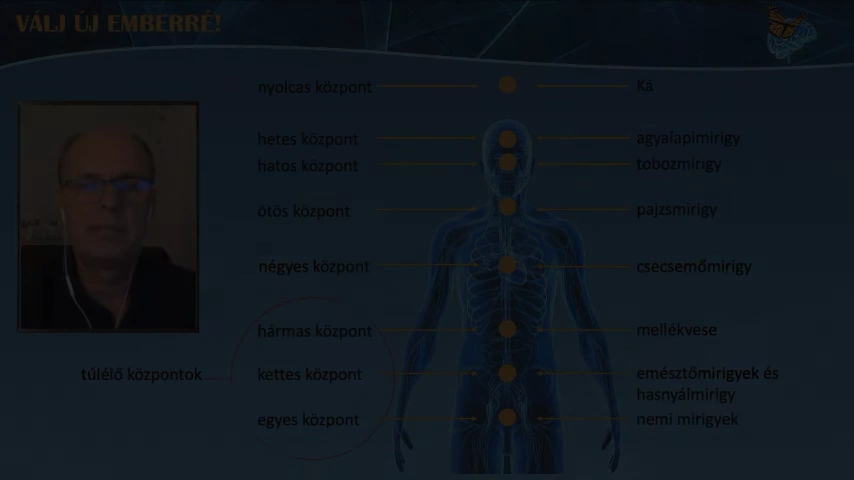 VÁLJ ÚJ EMBERRÉ!
nyolcas központ
Ká
hetes központ
agyalapimirigy
hatos központ
tobozmirigy
ötös központ
pajzsmirigy
négyes központ
csecsemőmirigy
hármas központ
mellékvese
túlélő központok
kettes központ
emésztőmirigyek és
hasnyálmirigy
egyes központ
nemi mirigyek